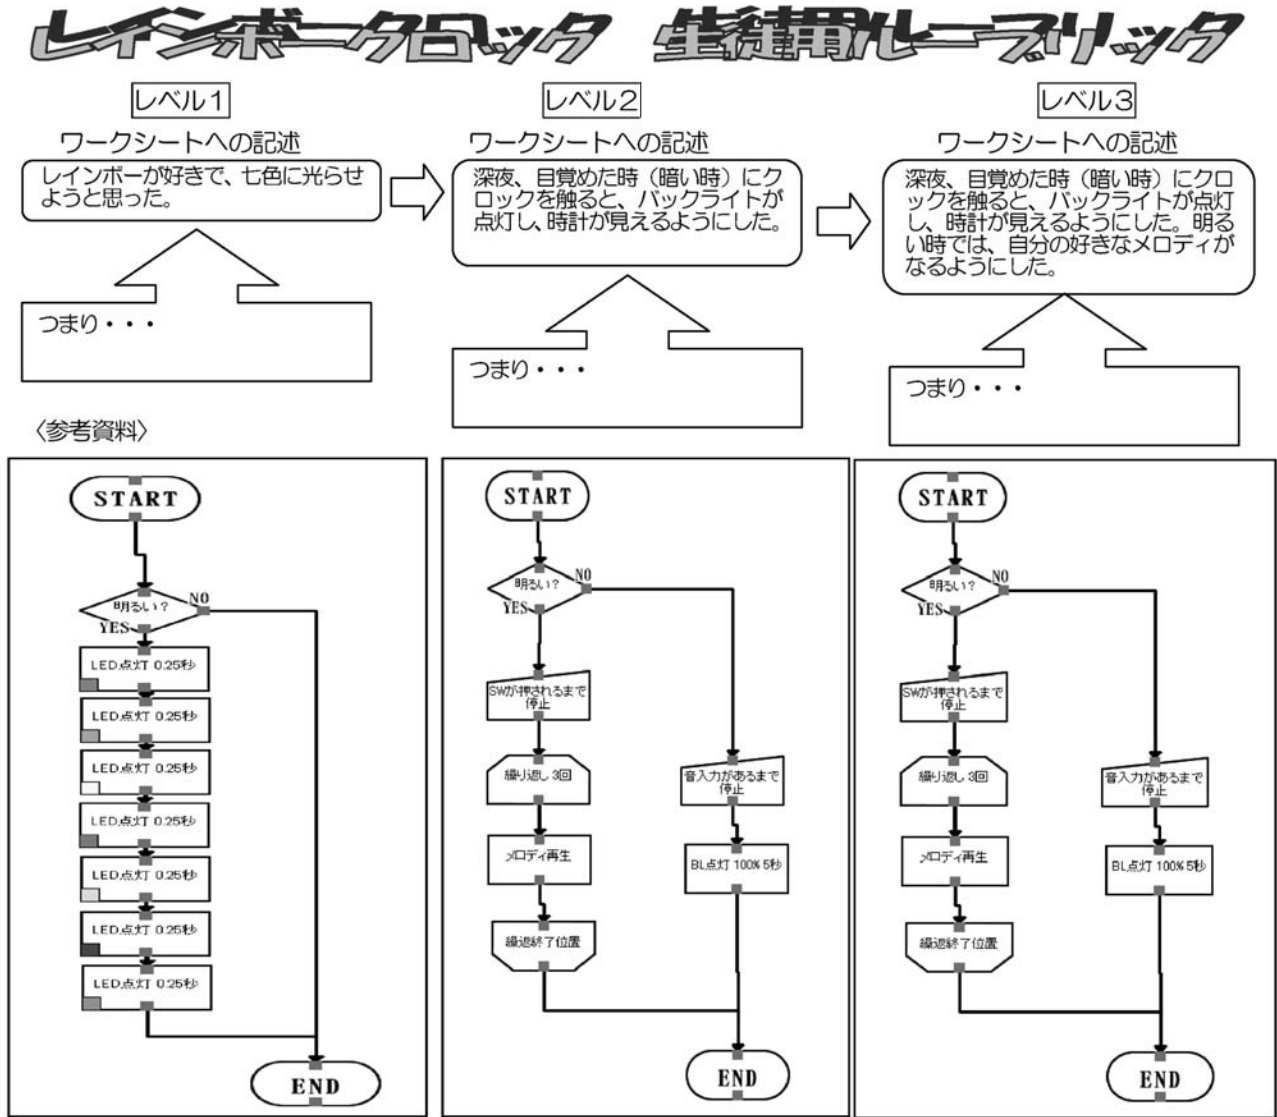 レインボークロック 生徒用ルーブリック
レベル1
ワークシートへの記述
レインボーが好きで、七色に光らせ
ようと思った。
つまり・・・
レベル2
ワークシートへの記述
深夜、目覚めた時（暗い時）にク
ロックを触ると、バックライトが
点灯し、時計が見えるようにした。
つまり・・・
レベル3
ワークシートへの記述
深夜、目覚めた時（暗い時）にクロ
ックを触ると、バックライトが点灯
し、時計が見えるようにした。明る
い時では、自分の好きなメロディが
なるようにした。
つまり・・・
〈参考資料〉
START
明るい？
NO
YES
LED点灯 0.25秒
LED点灯 0.25秒
LED点灯 0.25秒
LED点灯 0.25秒
LED点灯 0.25秒
LED点灯 0.25秒
LED点灯 0.25秒
END
START
明るい？
NO
YES
SWが押されるまで
停止
繰り返し 3回
メロディ再生
繰返終了位置
音入力があるまで
停止
BL点灯 100% 5秒
END
START
明るい？
NO
YES
SWが押されるまで
停止
繰り返し 3回
メロディ再生
繰返終了位置
音入力があるまで
停止
BL点灯 100% 5秒
END